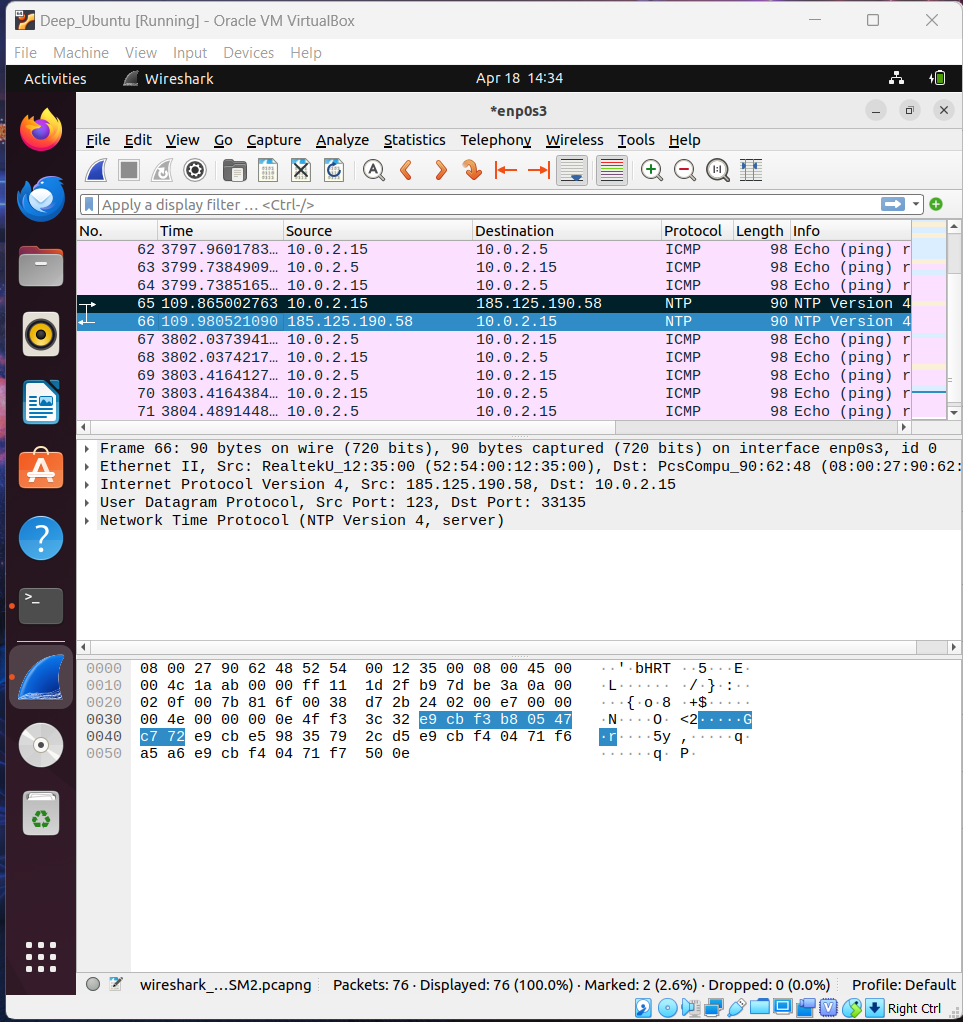 Deep_Ubuntu [Running] - Oracle VM VirtualBox
File Machine View Input Devices Help
Activities Wireshark Apr 18 14:34
*enp0s3
File Edit View Go Capture Analyze Statistics Telephony Wireless Tools Help
Apply a display filter … <Ctrl-/>
No. Time Source Destination Protocol Length Info
62 3797.9601783… 10.0.2.15 10.0.2.5 ICMP 98 Echo (ping) r
63 3799.7384909… 10.0.2.5 10.0.2.15 ICMP 98 Echo (ping) r
64 3799.7385165… 10.0.2.15 10.0.2.5 ICMP 98 Echo (ping) r
65 109.865002763 10.0.2.15 185.125.190.58 NTP 90 NTP Version 4
66 109.980521090 185.125.190.58 10.0.2.15 NTP 90 NTP Version 4
67 3802.0373941… 10.0.2.5 10.0.2.15 ICMP 98 Echo (ping) r
68 3802.0374217… 10.0.2.15 10.0.2.5 ICMP 98 Echo (ping) r
69 3803.4164127… 10.0.2.5 10.0.2.15 ICMP 98 Echo (ping) r
70 3803.4164384… 10.0.2.15 10.0.2.5 ICMP 98 Echo (ping) r
71 3804.4891448… 10.0.2.5 10.0.2.15 ICMP 98 Echo (ping) r
Frame 66: 90 bytes on wire (720 bits), 90 bytes captured (720 bits) on interface enp0s3, id 0
Ethernet II, Src: RealtekU_12:35:00 (52:54:00:12:35:00), Dst: PcsCompu_90:62:48 (08:00:27:90:62:
Internet Protocol Version 4, Src: 185.125.190.58, Dst: 10.0.2.15
User Datagram Protocol, Src Port: 123, Dst Port: 33135
Network Time Protocol (NTP Version 4, server)
0000 08 00 27 90 62 48 52 54 00 12 35 00 08 00 45 00 ··'·bHRT ··5···E·
0010 00 4c 1a ab 00 00 ff 11 1d 2f b9 7d be 3a 0a 00 ·L······ ·/·}·:··
0020 02 0f 00 7b 81 6f 00 38 d7 2b 24 02 00 e7 00 00 ···{·o·8 ·+$·····
0030 00 4e 00 00 00 0e 4f f3 3c 32 e9 cb f3 b8 05 47 ·N····O· <2·····G
0040 c7 72 e9 cb e5 98 35 79 2c d5 e9 cb f4 04 71 f6 ·r····5y ,·····q·
0050 a5 a6 e9 cb f4 04 71 f7 50 0e ······q· P·
wireshark_…SM2.pcapng Packets: 76 · Displayed: 76 (100.0%) · Marked: 2 (2.6%) · Dropped: 0 (0.0%) Profile: Default
Right Ctrl